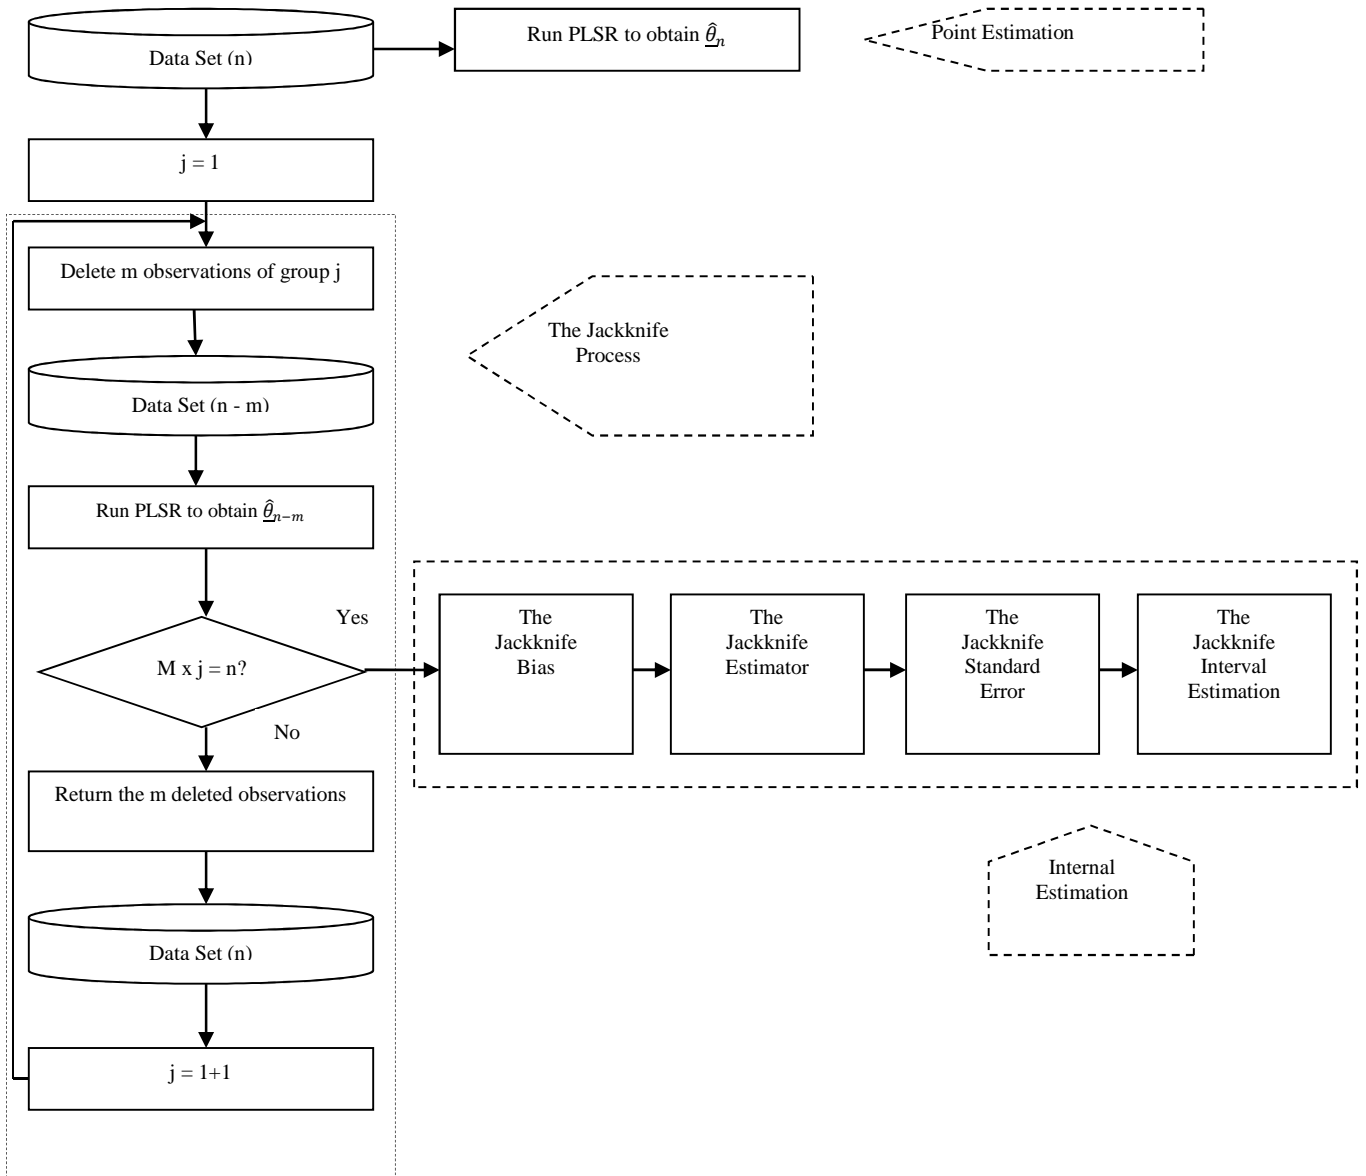 Data Set (n)
Run PLSR to obtain θ̲̂ₙ
Point Estimation
j = 1
Delete m observations of group j
The Jackknife
Process
Data Set (n - m)
Run PLSR to obtain θ̲̂ₙ₋ₘ
M x j = n?
Yes
No
The
Jackknife
Bias
The
Jackknife
Estimator
The
Jackknife
Standard
Error
The
Jackknife
Interval
Estimation
Return the m deleted observations
Internal
Estimation
Data Set (n)
j = 1+1